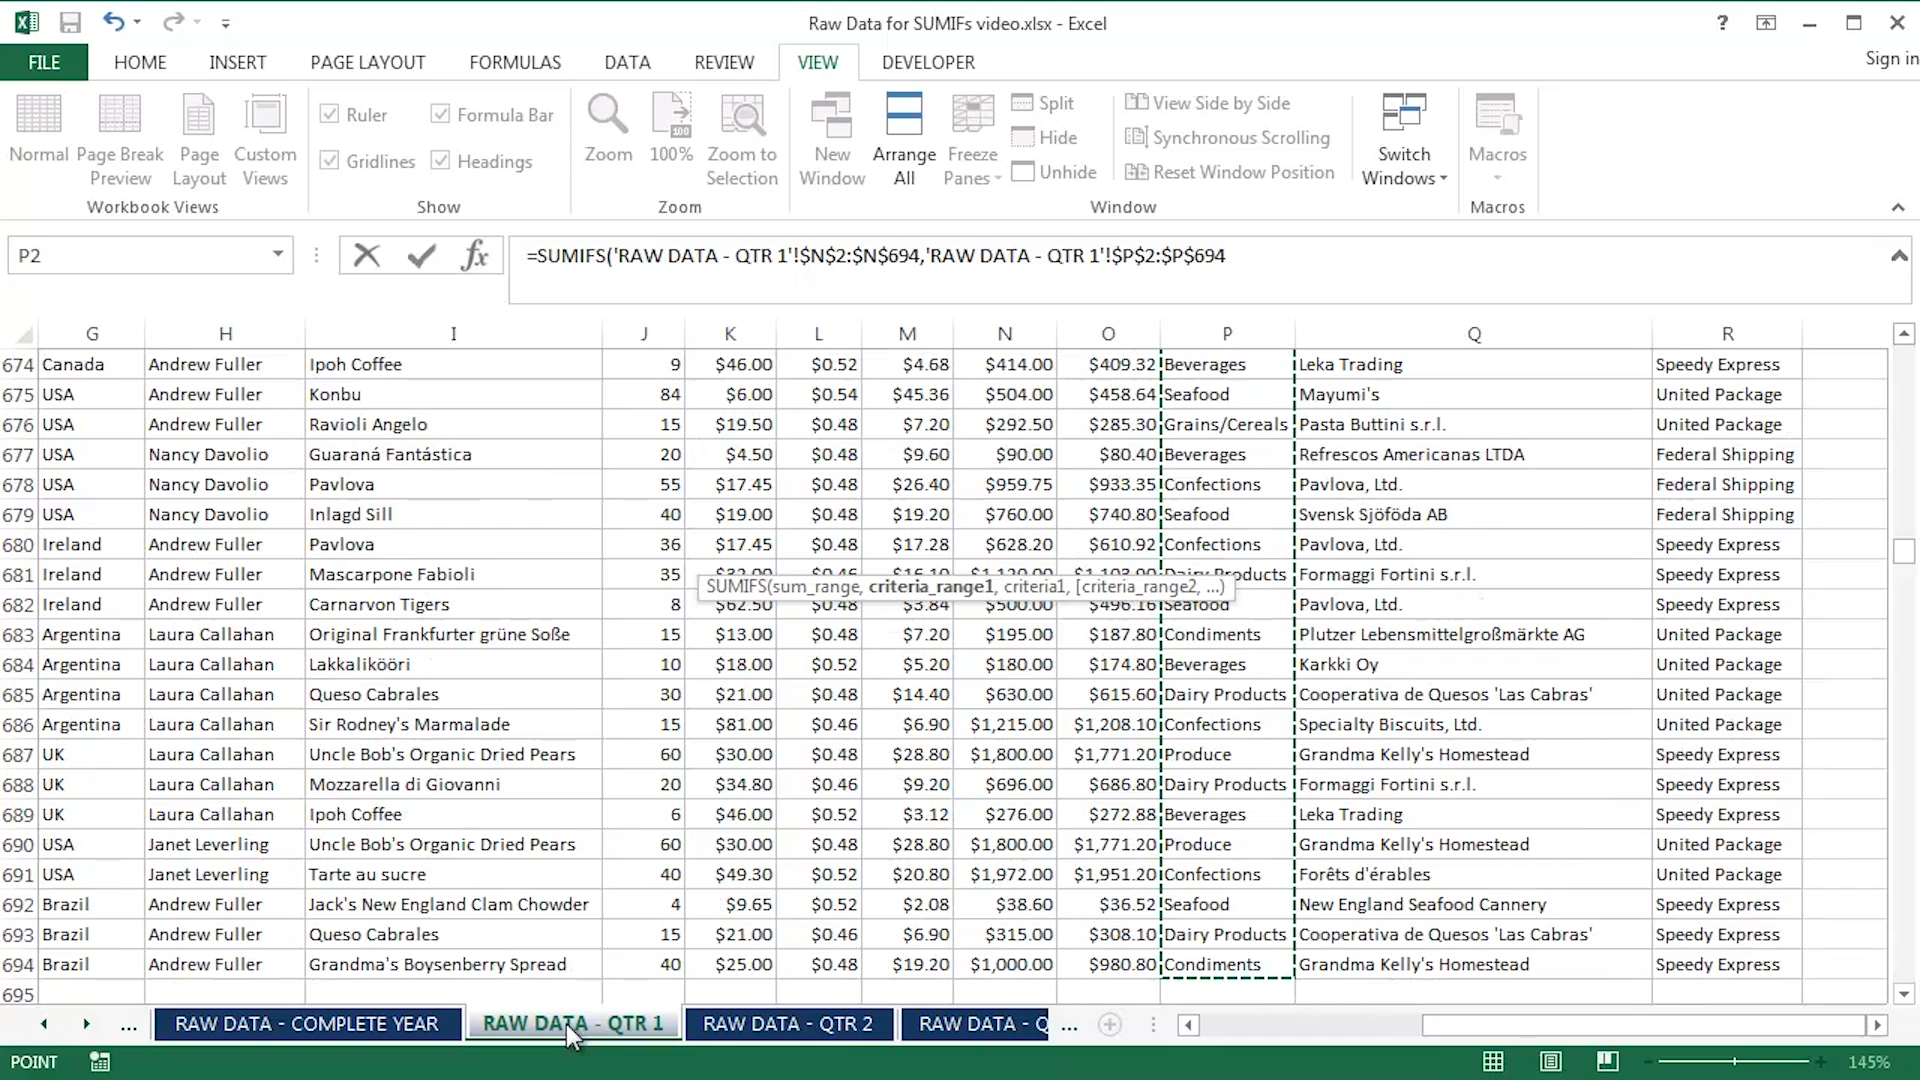 Raw Data for SUMIFs video.xlsx - Excel
?
FILE HOME INSERT PAGE LAYOUT FORMULAS DATA REVIEW VIEW DEVELOPER Sign in
Normal Page Break Preview Page Layout Custom Views
Workbook Views
Ruler Formula Bar
Gridlines Headings
Show
Zoom 100% Zoom to Selection
Zoom
New Window Arrange All Freeze Panes
Split
Hide
Unhide
View Side by Side
Synchronous Scrolling
Reset Window Position
Switch Windows
Window
Macros
Macros
P2 fx =SUMIFS('RAW DATA - QTR 1'!$N$2:$N$694,'RAW DATA - QTR 1'!$P$2:$P$694
G H I J K L M N O P Q R
674 Canada Andrew Fuller Ipoh Coffee 9 $46.00 $0.52 $4.68 $414.00 $409.32 Beverages Leka Trading Speedy Express
675 USA Andrew Fuller Konbu 84 $6.00 $0.54 $45.36 $504.00 $458.64 Seafood Mayumi's United Package
676 USA Andrew Fuller Ravioli Angelo 15 $19.50 $0.48 $7.20 $292.50 $285.30 Grains/Cereals Pasta Buttini s.r.l. United Package
677 USA Nancy Davolio Guaraná Fantástica 20 $4.50 $0.48 $9.60 $90.00 $80.40 Beverages Refrescos Americanas LTDA Federal Shipping
678 USA Nancy Davolio Pavlova 55 $17.45 $0.48 $26.40 $959.75 $933.35 Confections Pavlova, Ltd. Federal Shipping
679 USA Nancy Davolio Inlagd Sill 40 $19.00 $0.48 $19.20 $760.00 $740.80 Seafood Svensk Sjöföda AB Federal Shipping
680 Ireland Andrew Fuller Pavlova 36 $17.45 $0.48 $17.28 $628.20 $610.92 Confections Pavlova, Ltd. Speedy Express
681 Ireland Andrew Fuller Mascarpone Fabioli 35 Products Formaggi Fortini s.r.l. Speedy Express
SUMIFS(sum_range, criteria_range1, criteria1, [criteria_range2, ...)
682 Ireland Andrew Fuller Carnarvon Tigers 8 $62.50 $0.48 $3.84 $500.00 $496.16 Seafood Pavlova, Ltd. Speedy Express
683 Argentina Laura Callahan Original Frankfurter grüne Soße 15 $13.00 $0.48 $7.20 $195.00 $187.80 Condiments Plutzer Lebensmittelgroßmärkte AG United Package
684 Argentina Laura Callahan Lakkalikööri 10 $18.00 $0.52 $5.20 $180.00 $174.80 Beverages Karkki Oy United Package
685 Argentina Laura Callahan Queso Cabrales 30 $21.00 $0.48 $14.40 $630.00 $615.60 Dairy Products Cooperativa de Quesos 'Las Cabras' United Package
686 Argentina Laura Callahan Sir Rodney's Marmalade 15 $81.00 $0.46 $6.90 $1,215.00 $1,208.10 Confections Specialty Biscuits, Ltd. United Package
687 UK Laura Callahan Uncle Bob's Organic Dried Pears 60 $30.00 $0.48 $28.80 $1,800.00 $1,771.20 Produce Grandma Kelly's Homestead Speedy Express
688 UK Laura Callahan Mozzarella di Giovanni 20 $34.80 $0.46 $9.20 $696.00 $686.80 Dairy Products Formaggi Fortini s.r.l. Speedy Express
689 UK Laura Callahan Ipoh Coffee 6 $46.00 $0.52 $3.12 $276.00 $272.88 Beverages Leka Trading Speedy Express
690 USA Janet Leverling Uncle Bob's Organic Dried Pears 60 $30.00 $0.48 $28.80 $1,800.00 $1,771.20 Produce Grandma Kelly's Homestead United Package
691 USA Janet Leverling Tarte au sucre 40 $49.30 $0.52 $20.80 $1,972.00 $1,951.20 Confections Forêts d'érables United Package
692 Brazil Andrew Fuller Jack's New England Clam Chowder 4 $9.65 $0.52 $2.08 $38.60 $36.52 Seafood New England Seafood Cannery Speedy Express
693 Brazil Andrew Fuller Queso Cabrales 15 $21.00 $0.46 $6.90 $315.00 $308.10 Dairy Products Cooperativa de Quesos 'Las Cabras' Speedy Express
694 Brazil Andrew Fuller Grandma's Boysenberry Spread 40 $25.00 $0.48 $19.20 $1,000.00 $980.80 Condiments Grandma Kelly's Homestead Speedy Express
695
... RAW DATA - COMPLETE YEAR RAW DATA - QTR 1 RAW DATA - QTR 2 RAW DATA - Q ...
POINT 145%